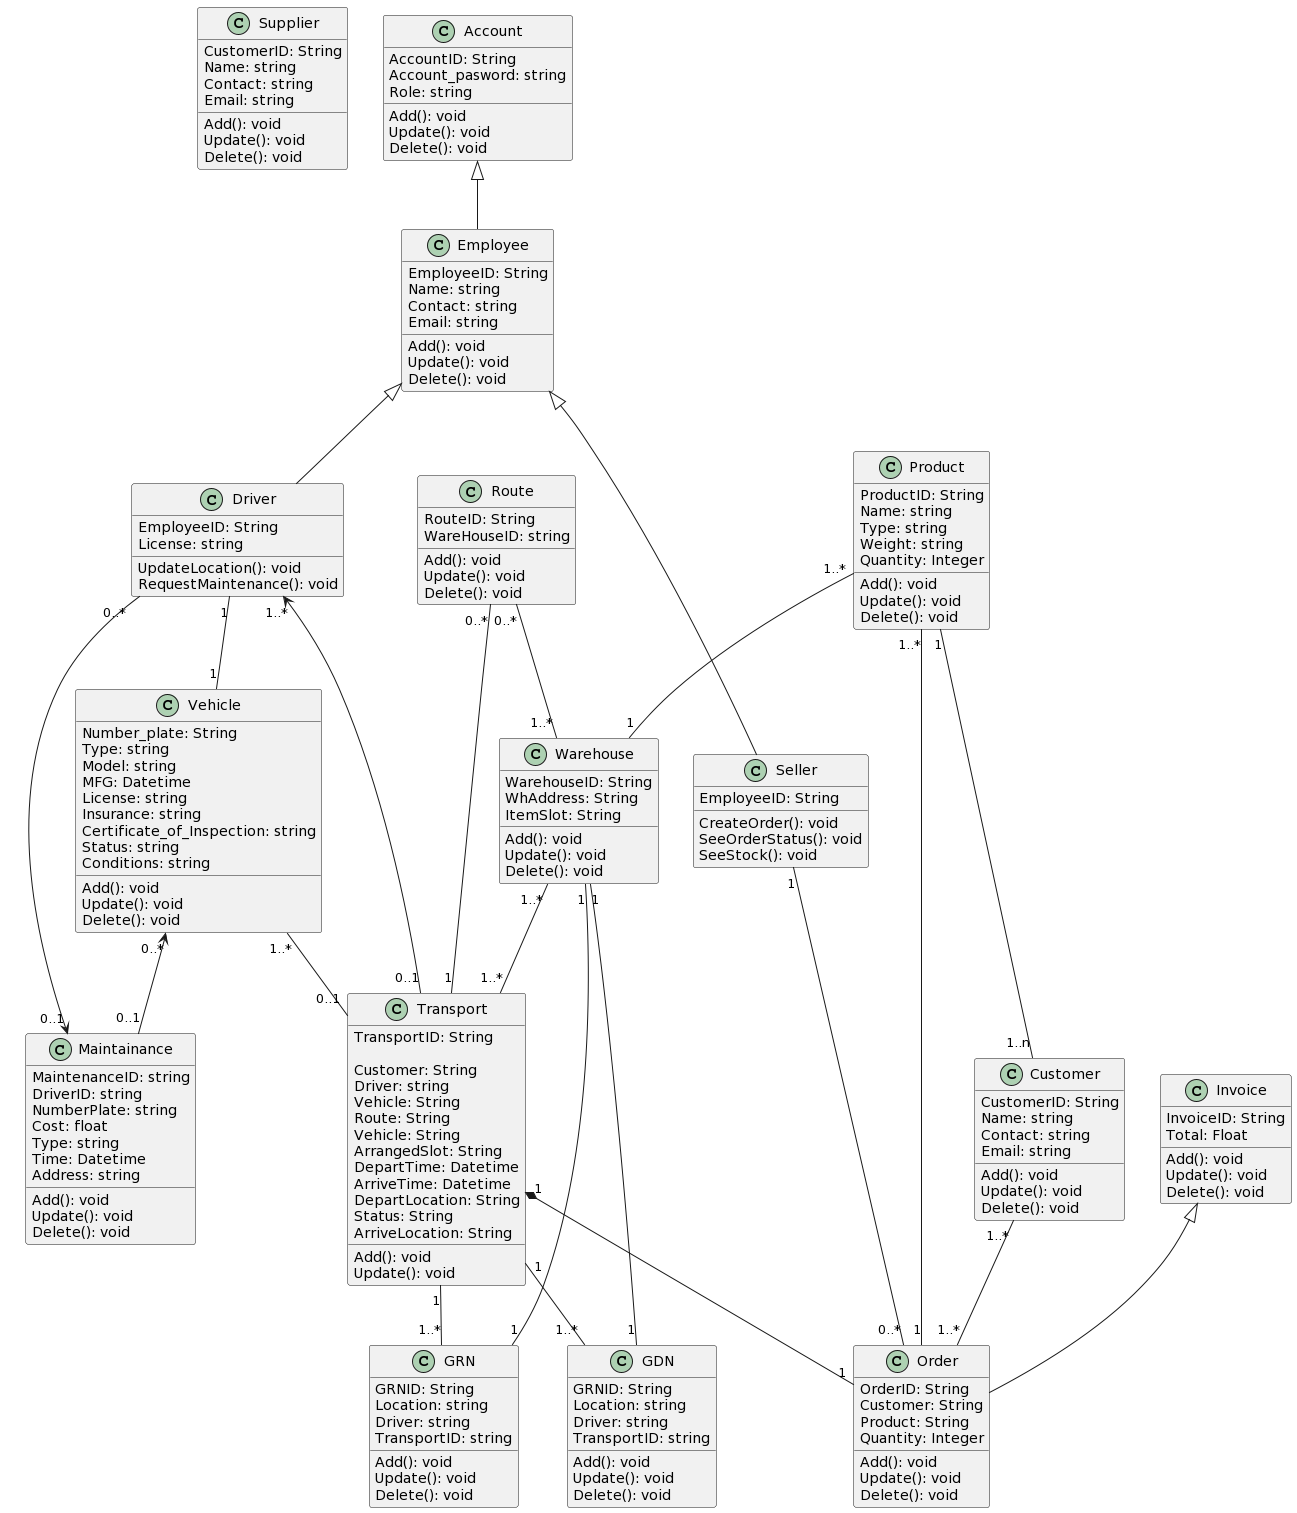 C Supplier
CustomerID: String
Name: string
Contact: string
Email: string
Add(): void
Update(): void
Delete(): void
C Account
AccountID: String
Account_pasword: string
Role: string
Add(): void
Update(): void
Delete(): void
C Employee
EmployeeID: String
Name: string
Contact: string
Email: string
Add(): void
Update(): void
Delete(): void
C Driver
EmployeeID: String
License: string
UpdateLocation(): void
RequestMaintenance(): void
0..*
1
1..*
C Route
RouteID: String
WareHouseID: string
Add(): void
Update(): void
Delete(): void
0..*
0..*
C Product
ProductID: String
Name: string
Type: string
Weight: string
Quantity: Integer
Add(): void
Update(): void
Delete(): void
1..*
1..*
1
1
C Vehicle
Number_plate: String
Type: string
Model: string
MFG: Datetime
License: string
Insurance: string
Certificate_of_Inspection: string
Status: string
Conditions: string
Add(): void
Update(): void
Delete(): void
0..*
1..*
1..*
1
C Warehouse
WarehouseID: String
WhAddress: String
ItemSlot: String
Add(): void
Update(): void
Delete(): void
1..*
1
1
C Seller
EmployeeID: String
CreateOrder(): void
SeeOrderStatus(): void
SeeStock(): void
1
0..1
0..1
C Maintainance
MaintenanceID: string
DriverID: string
NumberPlate: string
Cost: float
Type: string
Time: Datetime
Address: string
Add(): void
Update(): void
Delete(): void
0..1
0..1
1
1..*
C Transport
TransportID: String
Customer: String
Driver: string
Vehicle: String
Route: String
Vehicle: String
ArrangedSlot: String
DepartTime: Datetime
ArriveTime: Datetime
DepartLocation: String
Status: String
ArriveLocation: String
Add(): void
Update(): void
1
1
1
1..n
C Customer
CustomerID: String
Name: string
Contact: string
Email: string
Add(): void
Update(): void
Delete(): void
1..*
C Invoice
InvoiceID: String
Total: Float
Add(): void
Update(): void
Delete(): void
1..*
1
C GRN
GRNID: String
Location: string
Driver: string
TransportID: string
Add(): void
Update(): void
Delete(): void
1..*
1
C GDN
GRNID: String
Location: string
Driver: string
TransportID: string
Add(): void
Update(): void
Delete(): void
0..*
1
1..*
1
C Order
OrderID: String
Customer: String
Product: String
Quantity: Integer
Add(): void
Update(): void
Delete(): void